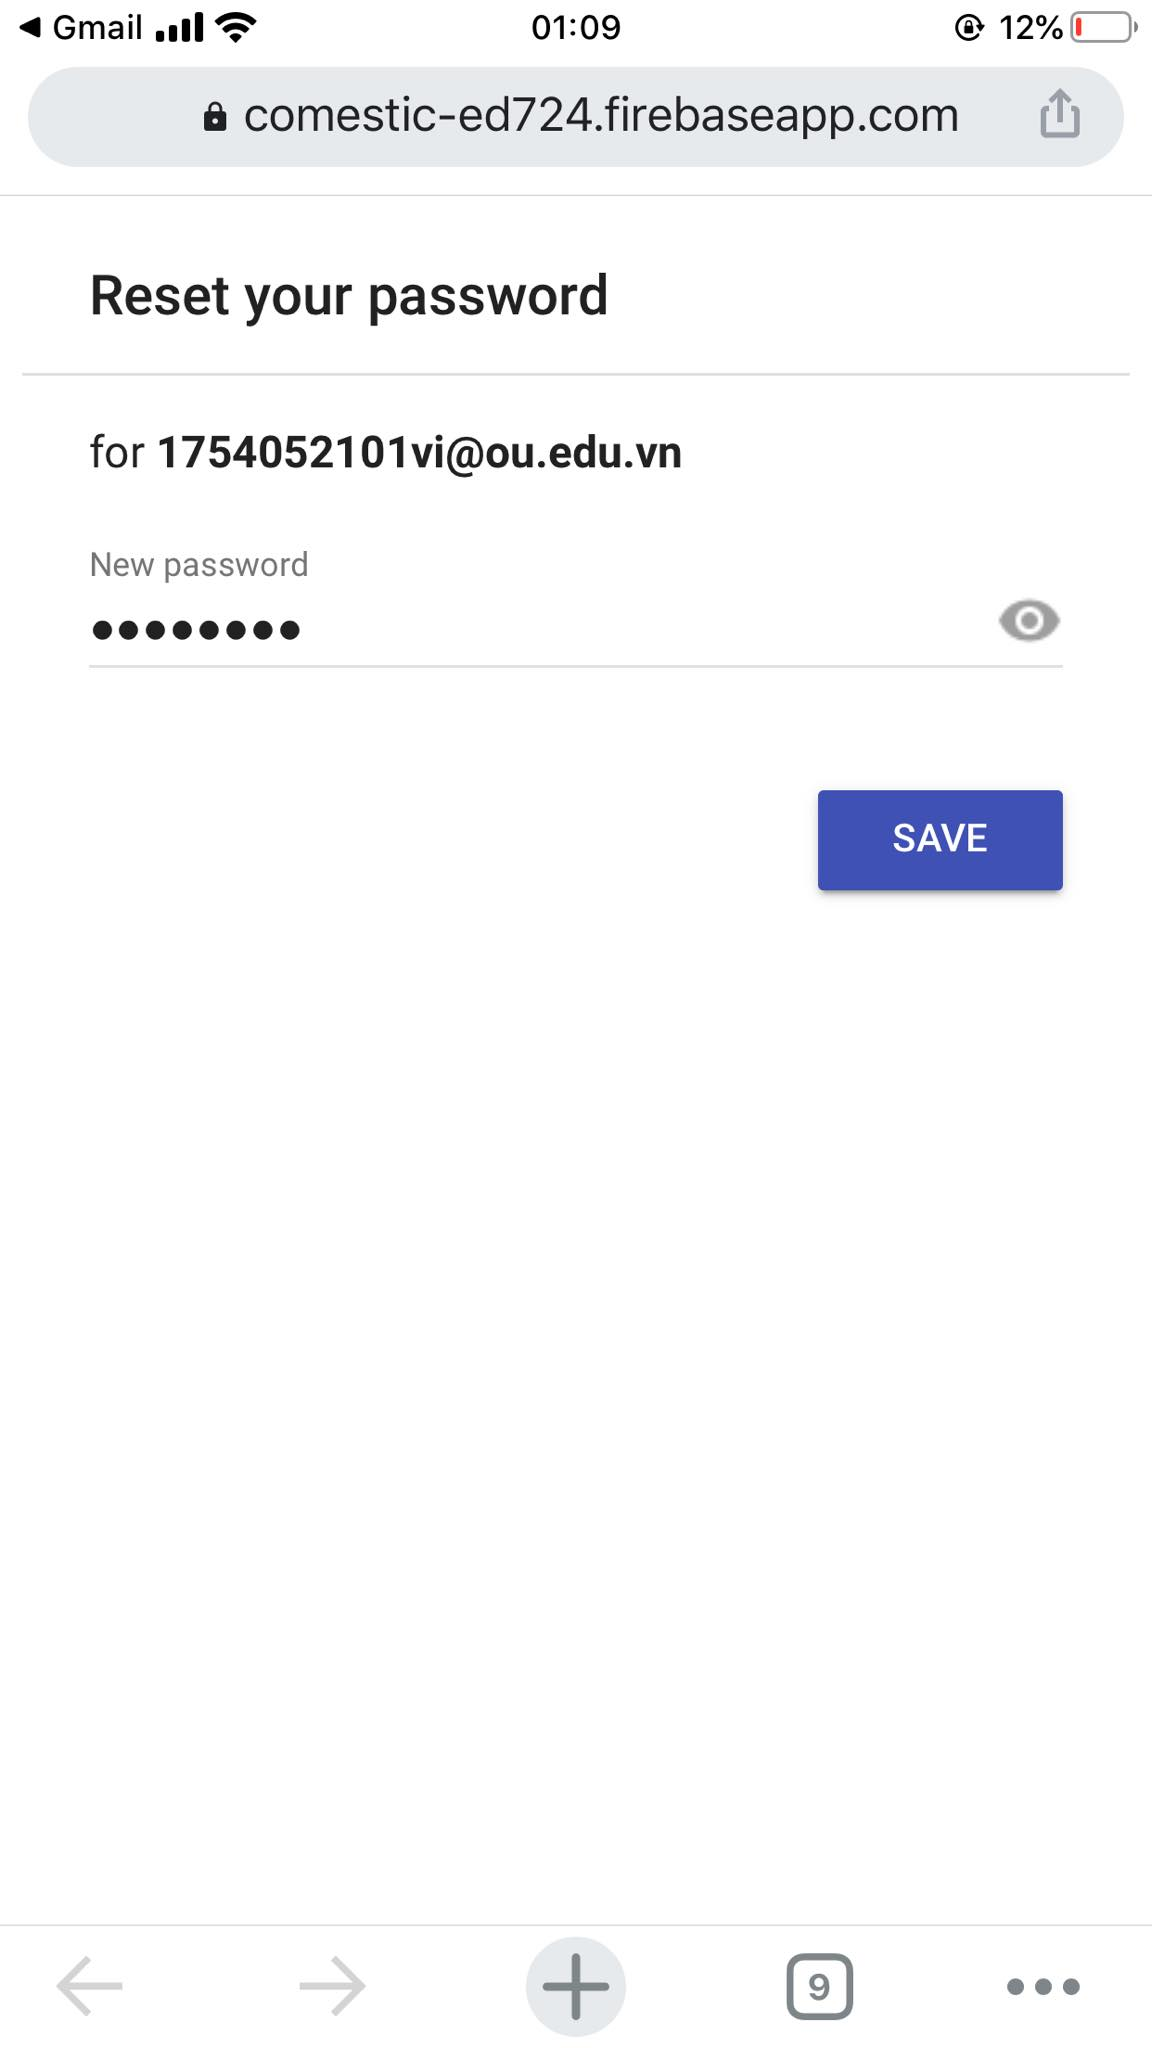 Gmail 01:09 12%
comestic-ed724.firebaseapp.com
Reset your password
for 1754052101vi@ou.edu.vn
New password
••••••••
SAVE
9